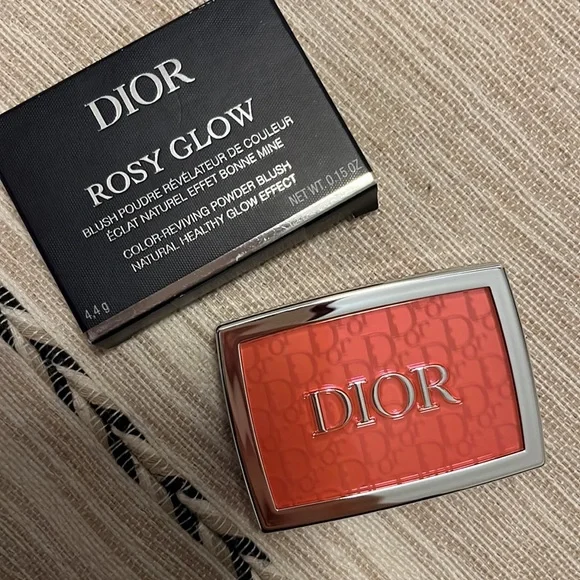 DIOR
ROSY GLOW
BLUSH POUDRE RÉVÉLATEUR DE COULEUR
ÉCLAT NATUREL EFFET BONNE MINE
COLOR-REVIVING POWDER BLUSH
NATURAL HEALTHY GLOW EFFECT
4,4 g
NET WT. 0.15 OZ
DIOR